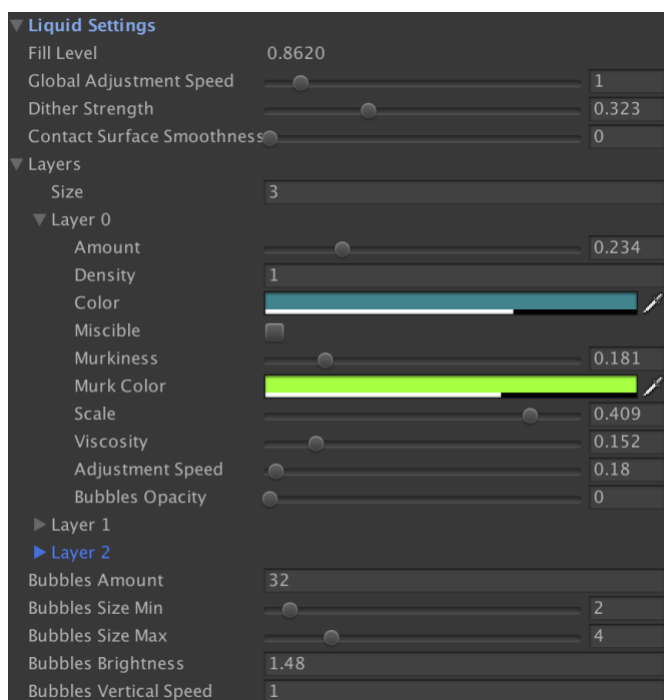 Liquid Settings
Fill Level 0.8620
Global Adjustment Speed 1
Dither Strength 0.323
Contact Surface Smoothness 0
Layers
Size 3
Layer 0
Amount 0.234
Density 1
Color
Miscible
Murkiness 0.181
Murk Color
Scale 0.409
Viscosity 0.152
Adjustment Speed 0.18
Bubbles Opacity 0
Layer 1
Layer 2
Bubbles Amount 32
Bubbles Size Min 2
Bubbles Size Max 4
Bubbles Brightness 1.48
Bubbles Vertical Speed 1